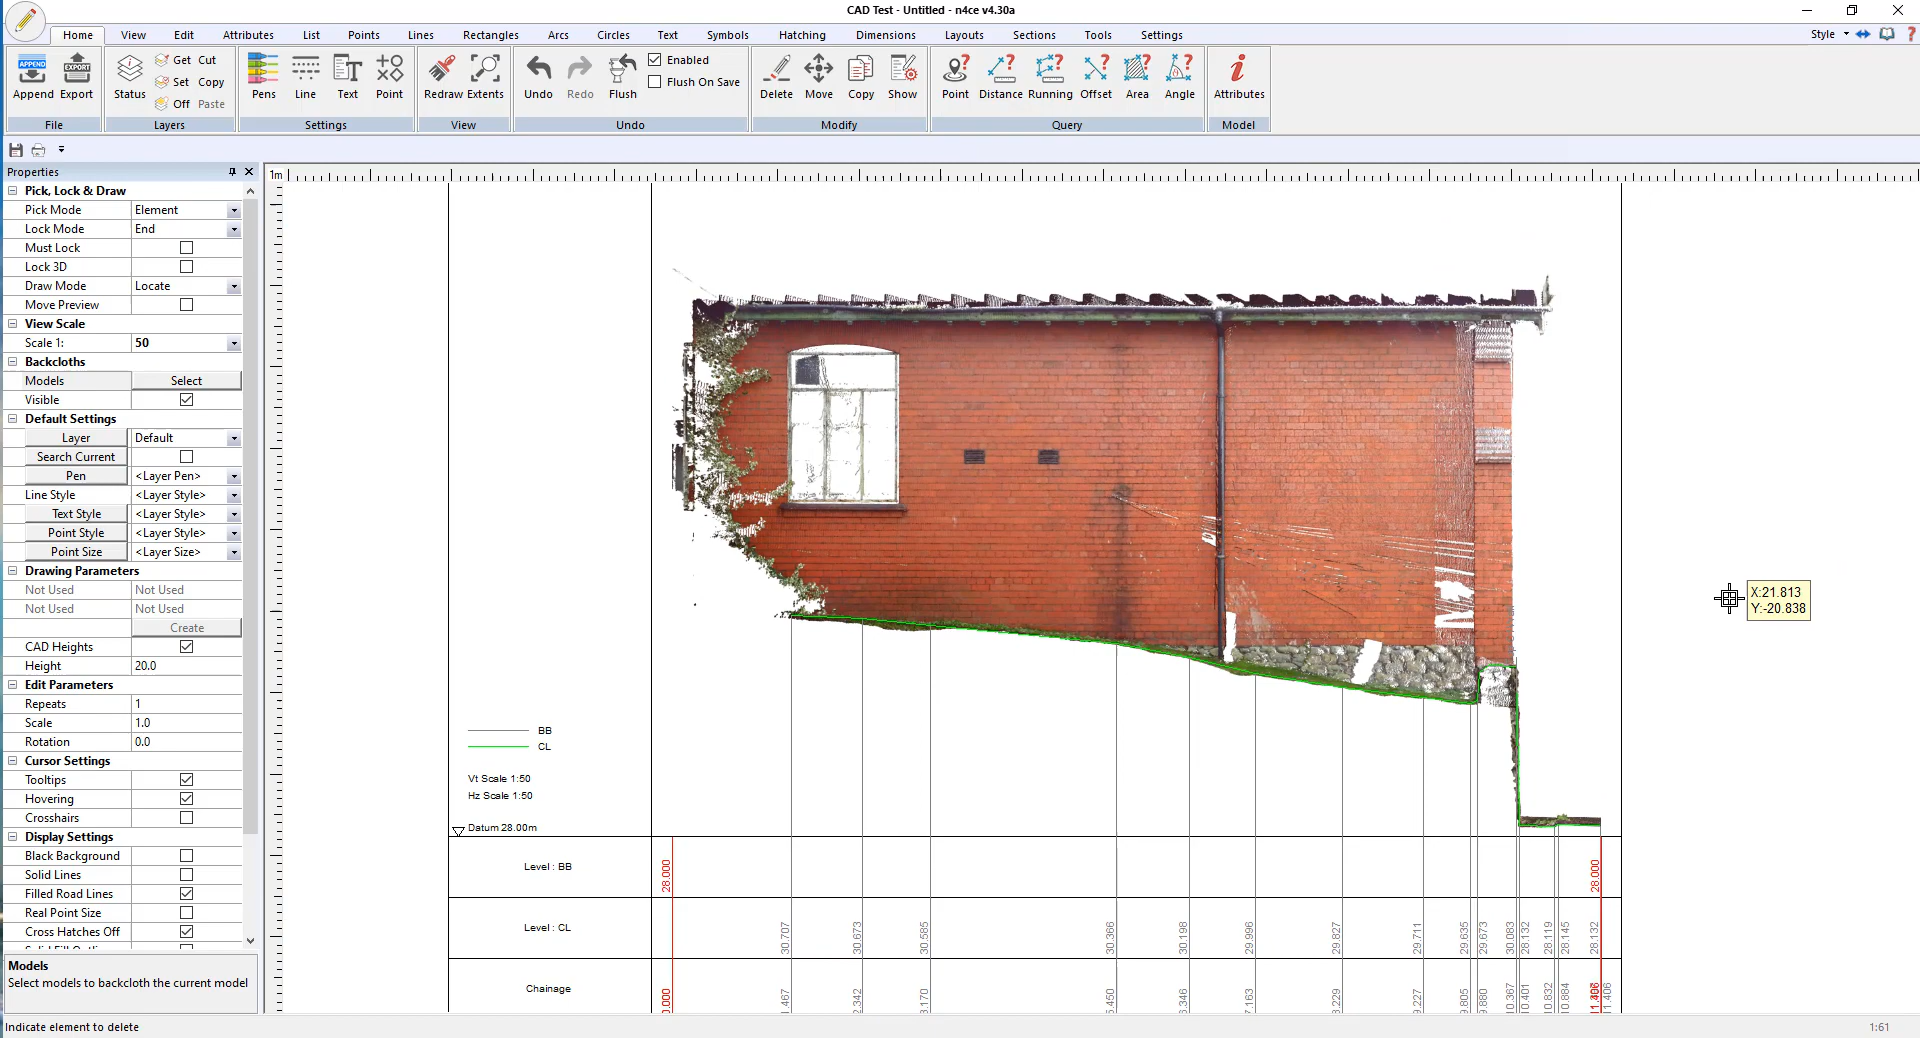 CAD Test - Untitled - n4ce v4.30a
Home View Edit Attributes List Points Lines Rectangles Arcs Circles Text Symbols Hatching Dimensions Layouts Sections Tools Settings Style
APPEND EXPORT Get Cut Enabled
Set Copy Flush On Save
Append Export Status Off Paste Pens Line Text Point Redraw Extents Undo Redo Flush Delete Move Copy Show Point Distance Running Offset Area Angle Attributes
File Layers Settings View Undo Modify Query Model
Properties
1m
Pick, Lock & Draw
Pick Mode Element
Lock Mode End
Must Lock
Lock 3D
Draw Mode Locate
Move Preview
View Scale
Scale 1: 50
Backcloths
Models Select
Visible
Default Settings
Layer Default
Search Current
Pen <Layer Pen>
Line Style <Layer Style>
Text Style <Layer Style>
Point Style <Layer Style>
Point Size <Layer Size>
Drawing Parameters
Not Used Not Used
Not Used Not Used
Create
CAD Heights
Height 20.0
Edit Parameters
Repeats 1
Scale 1.0
Rotation 0.0
Cursor Settings
Tooltips
Hovering
Crosshairs
Display Settings
Black Background
Solid Lines
Filled Road Lines
Real Point Size
Cross Hatches Off
Models
Select models to backcloth the current model
X:21.813
Y:-20.838
BB
CL
Vt Scale 1:50
Hz Scale 1:50
Datum 28.00m
Level : BB 28.000 28.000
Level : CL 30.707 30.673 30.585 30.366 30.198 29.996 29.827 29.711 29.635 29.673 30.083 28.132 28.119 28.145 28.132
Chainage 0.000 .467 2.342 3.170 5.450 .346 7.163 3.229 9.227 9.805 9.880 10.367 10.401 10.832 10.884 11.406
Indicate element to delete
1:61